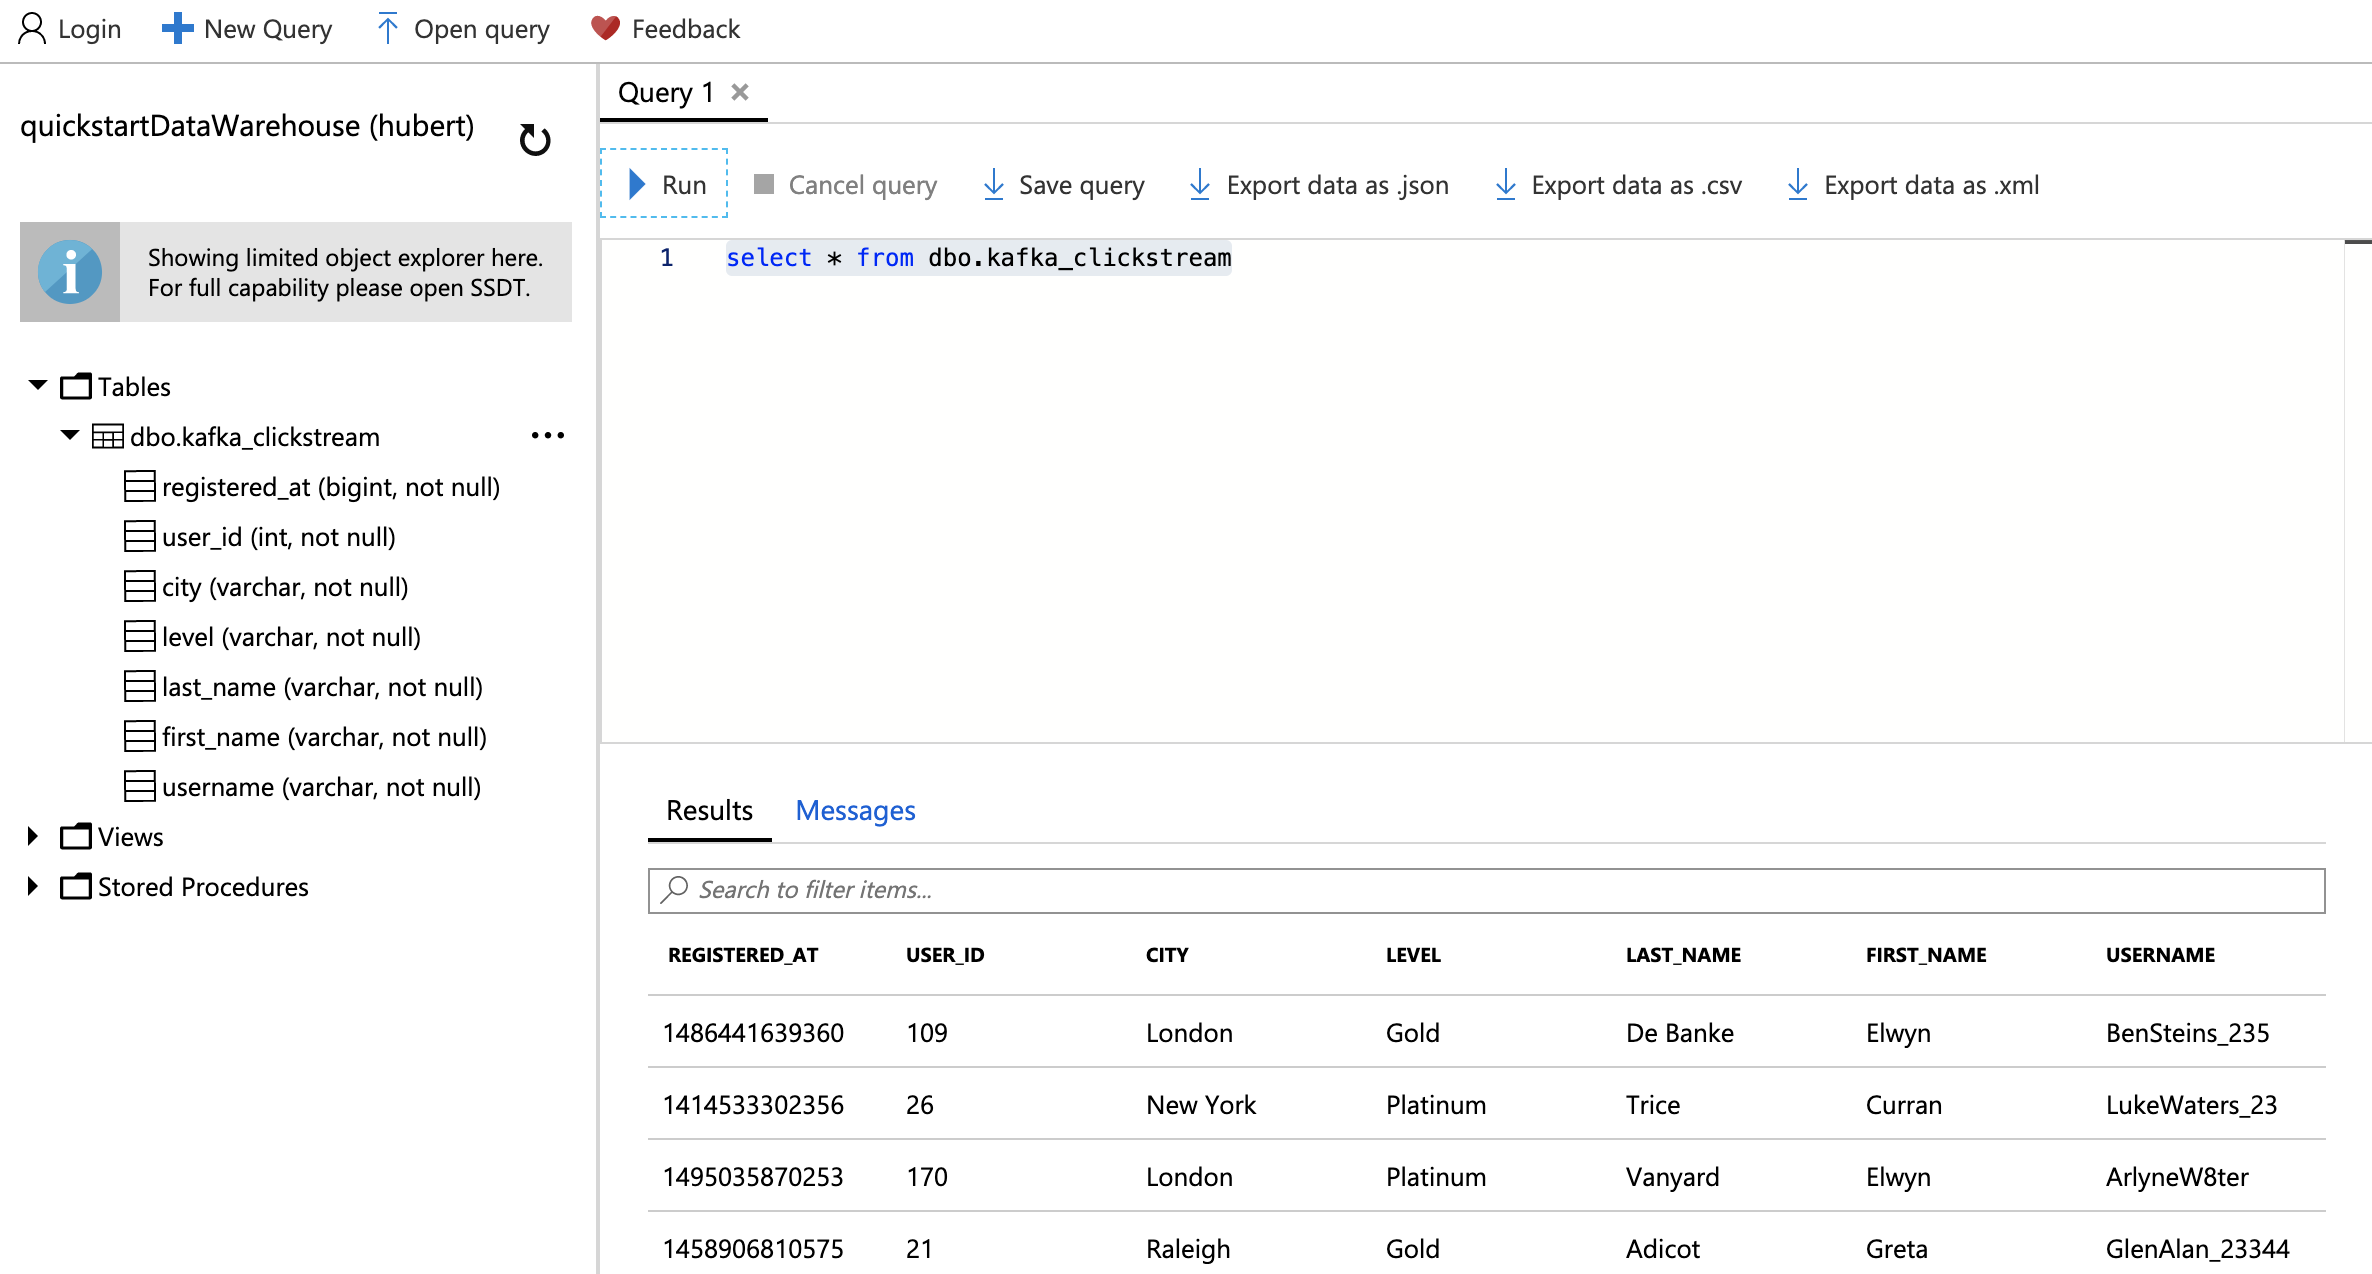 Login New Query Open query Feedback
quickstartDataWarehouse (hubert)
Showing limited object explorer here.
For full capability please open SSDT.
Tables
dbo.kafka_clickstream
registered_at (bigint, not null)
user_id (int, not null)
city (varchar, not null)
level (varchar, not null)
last_name (varchar, not null)
first_name (varchar, not null)
username (varchar, not null)
Views
Stored Procedures
Query 1
Run Cancel query Save query Export data as .json Export data as .csv Export data as .xml
1 select * from dbo.kafka_clickstream
Results Messages
Search to filter items...
REGISTERED_AT USER_ID CITY LEVEL LAST_NAME FIRST_NAME USERNAME
1486441639360 109 London Gold De Banke Elwyn BenSteins_235
1414533302356 26 New York Platinum Trice Curran LukeWaters_23
1495035870253 170 London Platinum Vanyard Elwyn ArlyneW8ter
1458906810575 21 Raleigh Gold Adicot Greta GlenAlan_23344